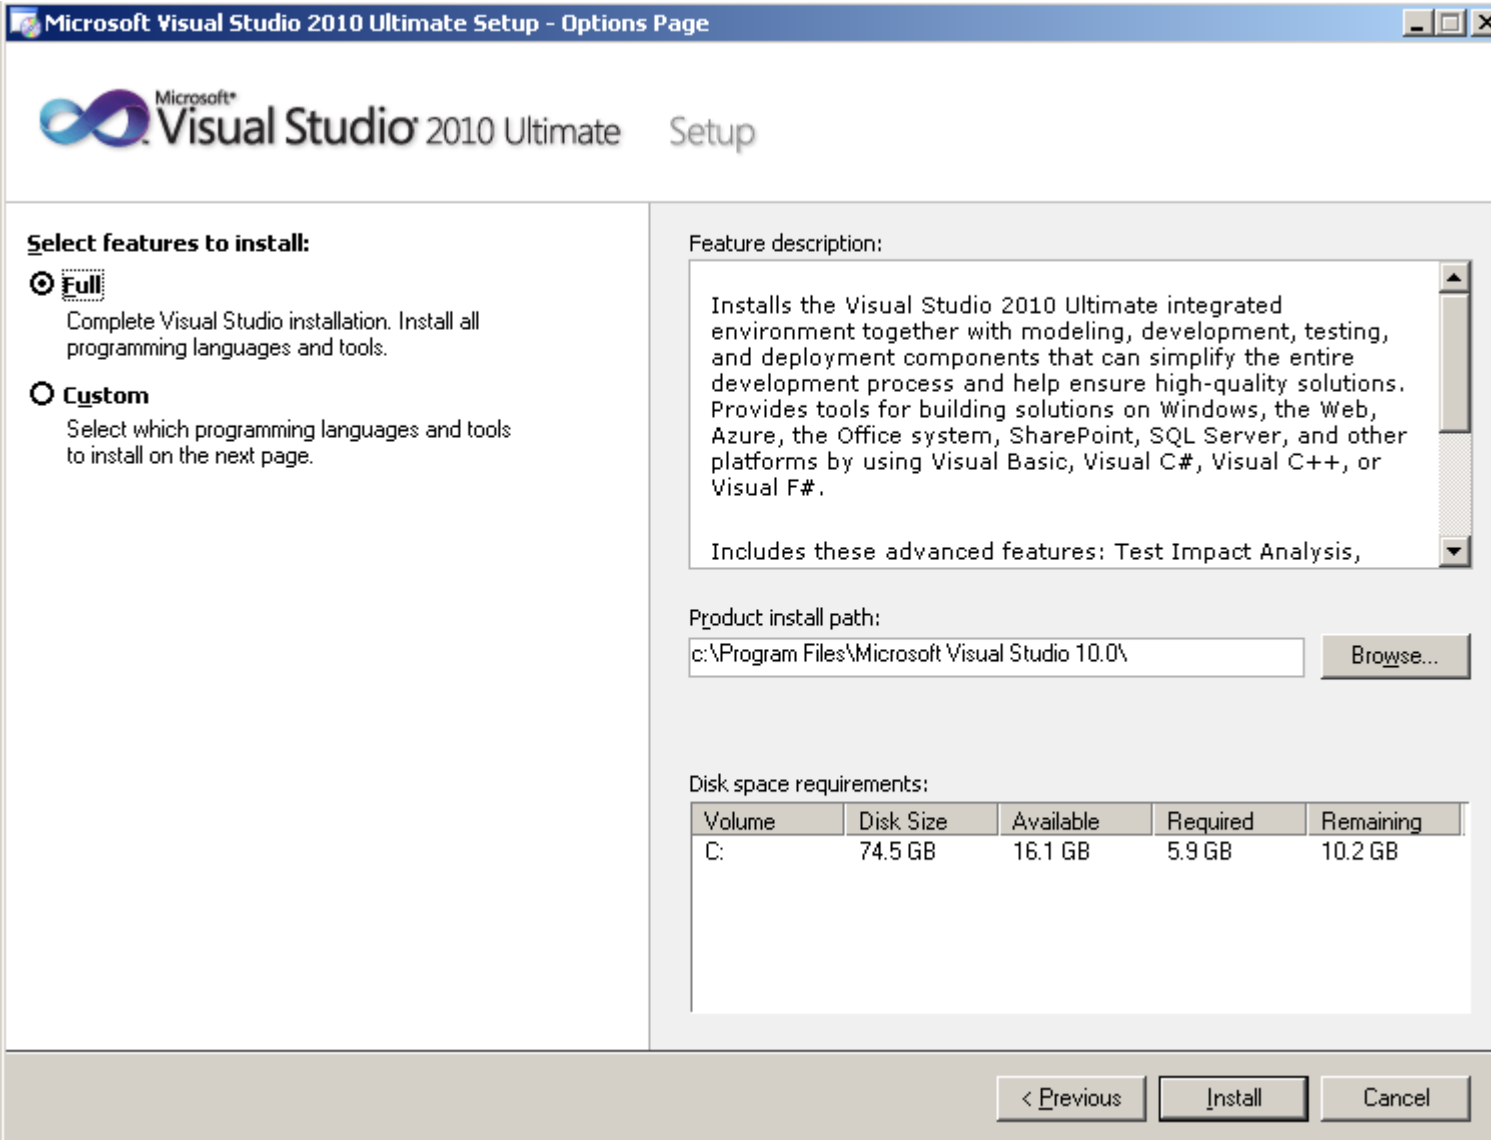 Microsoft Visual Studio 2010 Ultimate Setup - Options Page
Microsoft®
Visual Studio 2010 Ultimate Setup
Select features to install:
Full
Complete Visual Studio installation. Install all
programming languages and tools.
Custom
Select which programming languages and tools
to install on the next page.
Feature description:
Installs the Visual Studio 2010 Ultimate integrated
environment together with modeling, development, testing,
and deployment components that can simplify the entire
development process and help ensure high-quality solutions.
Provides tools for building solutions on Windows, the Web,
Azure, the Office system, SharePoint, SQL Server, and other
platforms by using Visual Basic, Visual C#, Visual C++, or
Visual F#.
Includes these advanced features: Test Impact Analysis,
Product install path:
c:\Program Files\Microsoft Visual Studio 10.0\
Browse...
Disk space requirements:
Volume Disk Size Available Required Remaining
C: 74.5 GB 16.1 GB 5.9 GB 10.2 GB
< Previous Install Cancel